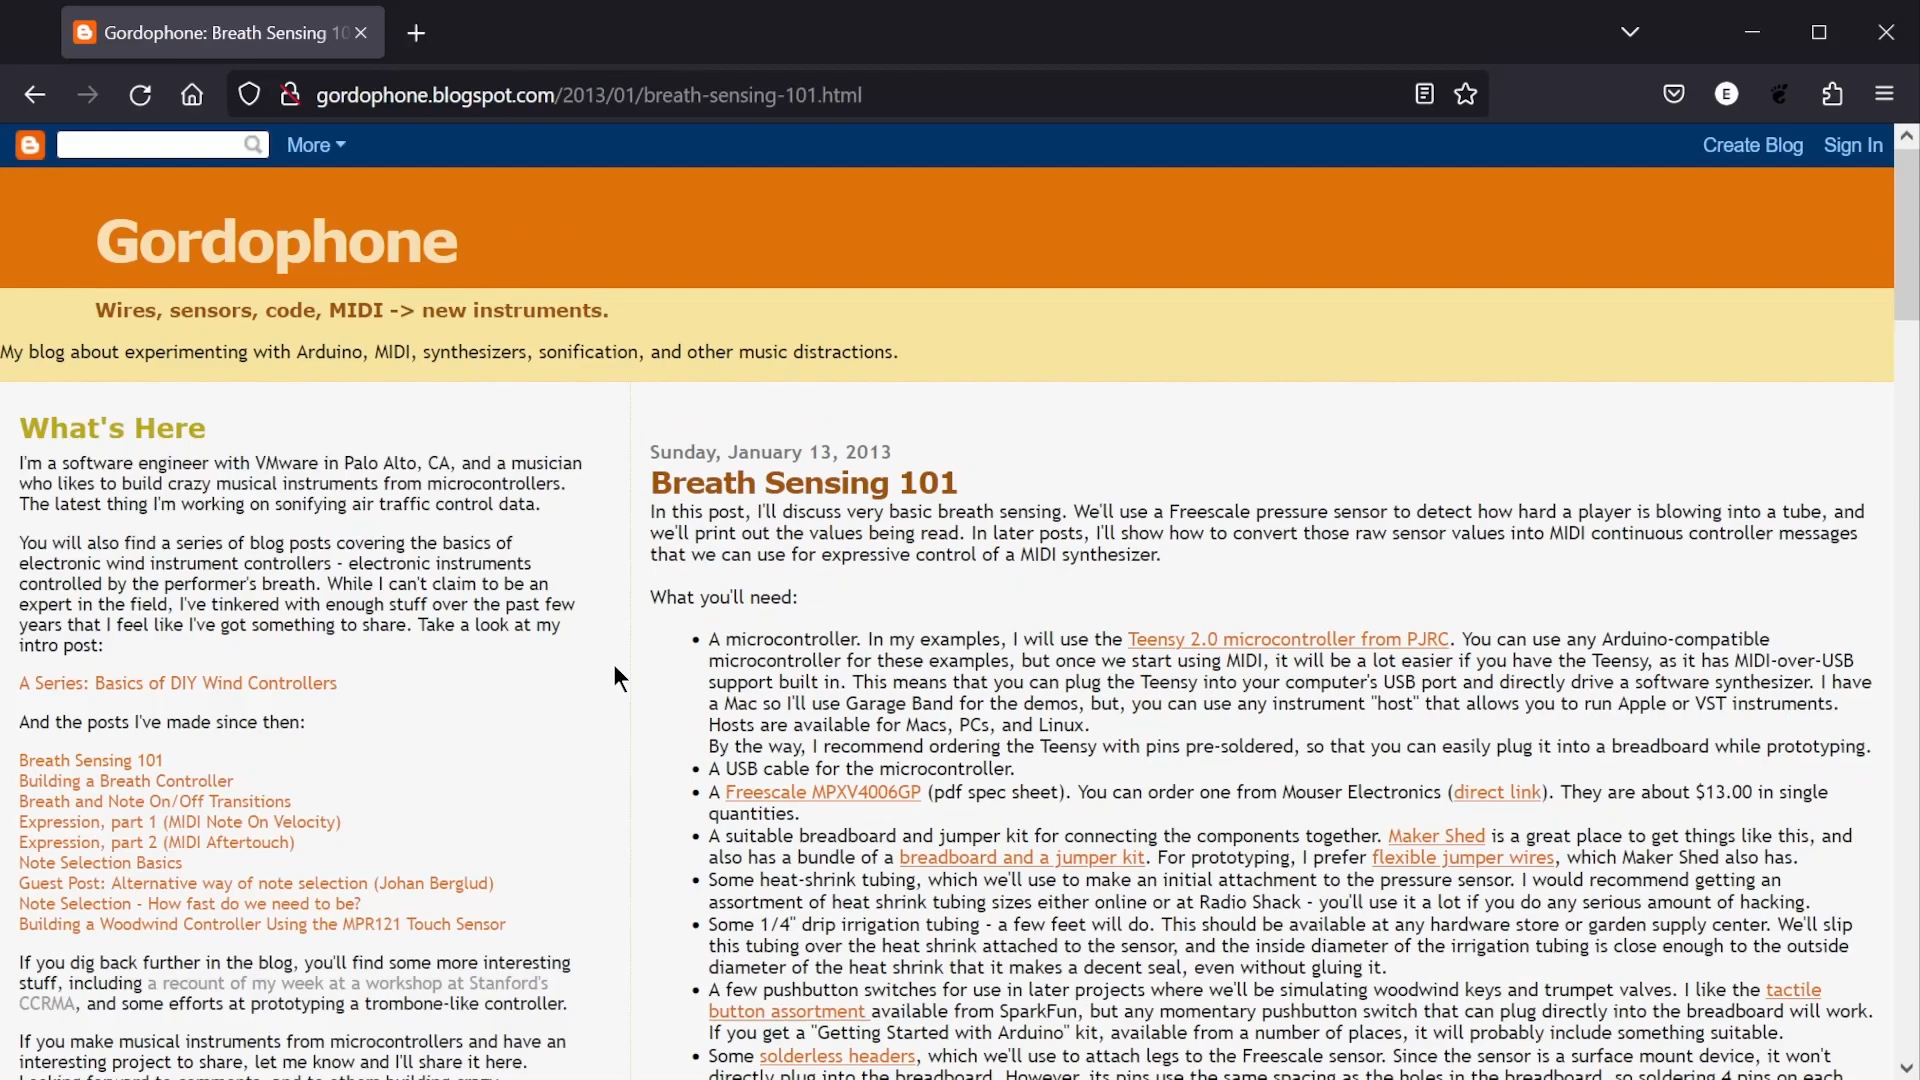 Gordophone: Breath Sensing 10
gordophone.blogspot.com/2013/01/breath-sensing-101.html
E
More
Create Blog
Sign In
Gordophone
Wires, sensors, code, MIDI -> new instruments.
My blog about experimenting with Arduino, MIDI, synthesizers, sonification, and other music distractions.
What's Here
I'm a software engineer with VMware in Palo Alto, CA, and a musician
who likes to build crazy musical instruments from microcontrollers.
The latest thing I'm working on sonifying air traffic control data.
You will also find a series of blog posts covering the basics of
electronic wind instrument controllers - electronic instruments
controlled by the performer's breath. While I can't claim to be an
expert in the field, I've tinkered with enough stuff over the past few
years that I feel like I've got something to share. Take a look at my
intro post:
A Series: Basics of DIY Wind Controllers
And the posts I've made since then:
Breath Sensing 101
Building a Breath Controller
Breath and Note On/Off Transitions
Expression, part 1 (MIDI Note On Velocity)
Expression, part 2 (MIDI Aftertouch)
Note Selection Basics
Guest Post: Alternative way of note selection (Johan Berglud)
Note Selection - How fast do we need to be?
Building a Woodwind Controller Using the MPR121 Touch Sensor
If you dig back further in the blog, you'll find some more interesting
stuff, including a recount of my week at a workshop at Stanford's
CCRMA, and some efforts at prototyping a trombone-like controller.
If you make musical instruments from microcontrollers and have an
interesting project to share, let me know and I'll share it here.
Looking forward to comments, and to others building crazy
Sunday, January 13, 2013
Breath Sensing 101
In this post, I'll discuss very basic breath sensing. We'll use a Freescale pressure sensor to detect how hard a player is blowing into a tube, and
we'll print out the values being read. In later posts, I'll show how to convert those raw sensor values into MIDI continuous controller messages
that we can use for expressive control of a MIDI synthesizer.
What you'll need:
• A microcontroller. In my examples, I will use the Teensy 2.0 microcontroller from PJRC. You can use any Arduino-compatible
microcontroller for these examples, but once we start using MIDI, it will be a lot easier if you have the Teensy, as it has MIDI-over-USB
support built in. This means that you can plug the Teensy into your computer's USB port and directly drive a software synthesizer. I have
a Mac so I'll use Garage Band for the demos, but, you can use any instrument "host" that allows you to run Apple or VST instruments.
Hosts are available for Macs, PCs, and Linux.
By the way, I recommend ordering the Teensy with pins pre-soldered, so that you can easily plug it into a breadboard while prototyping.
• A USB cable for the microcontroller.
• A Freescale MPXV4006GP (pdf spec sheet). You can order one from Mouser Electronics (direct link). They are about $13.00 in single
quantities.
• A suitable breadboard and jumper kit for connecting the components together. Maker Shed is a great place to get things like this, and
also has a bundle of a breadboard and a jumper kit. For prototyping, I prefer flexible jumper wires, which Maker Shed also has.
• Some heat-shrink tubing, which we'll use to make an initial attachment to the pressure sensor. I would recommend getting an
assortment of heat shrink tubing sizes either online or at Radio Shack - you'll use it a lot if you do any serious amount of hacking.
• Some 1/4" drip irrigation tubing - a few feet will do. This should be available at any hardware store or garden supply center. We'll slip
this tubing over the heat shrink attached to the sensor, and the inside diameter of the irrigation tubing is close enough to the outside
diameter of the heat shrink that it makes a decent seal, even without gluing it.
• A few pushbutton switches for use in later projects where we'll be simulating woodwind keys and trumpet valves. I like the tactile
button assortment available from SparkFun, but any momentary pushbutton switch that can plug directly into the breadboard will work.
If you get a "Getting Started with Arduino" kit, available from a number of places, it will probably include something suitable.
• Some solderless headers, which we'll use to attach legs to the Freescale sensor. Since the sensor is a surface mount device, it won't
directly plug into the breadboard. However, its pins use the same spacing as the holes in the breadboard, so soldering 4 pins on each